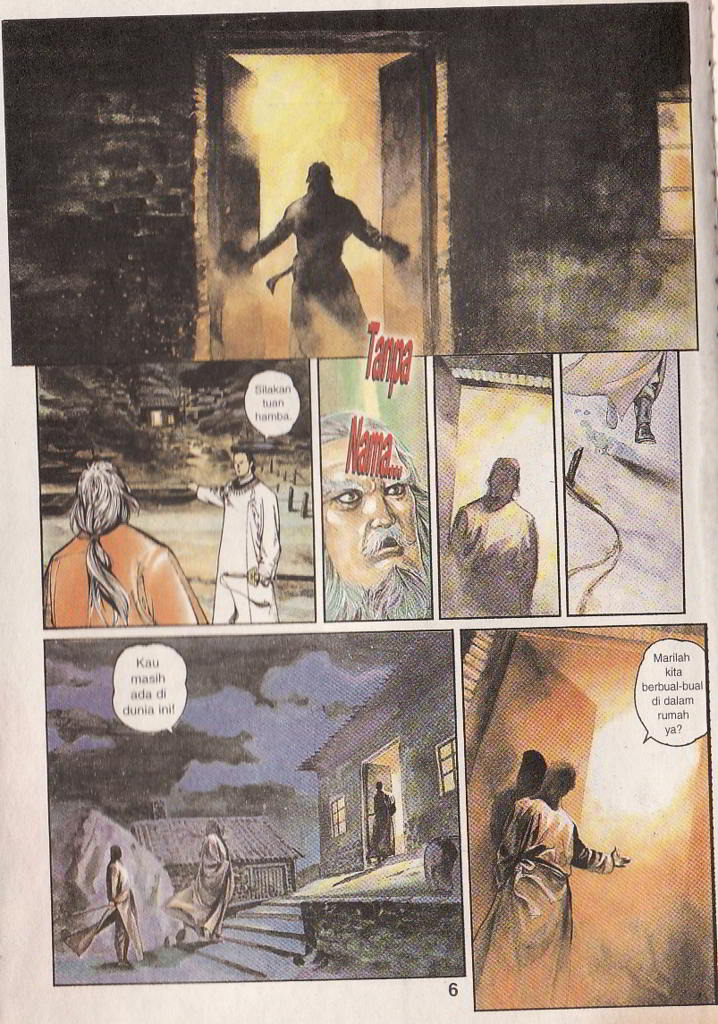 Silakan
tuan
hamba.
Tanpa
Nama...
Kau
masih
ada di
dunia ini!
Marilah
kita
berbual-bual
di dalam
rumah
ya?
6